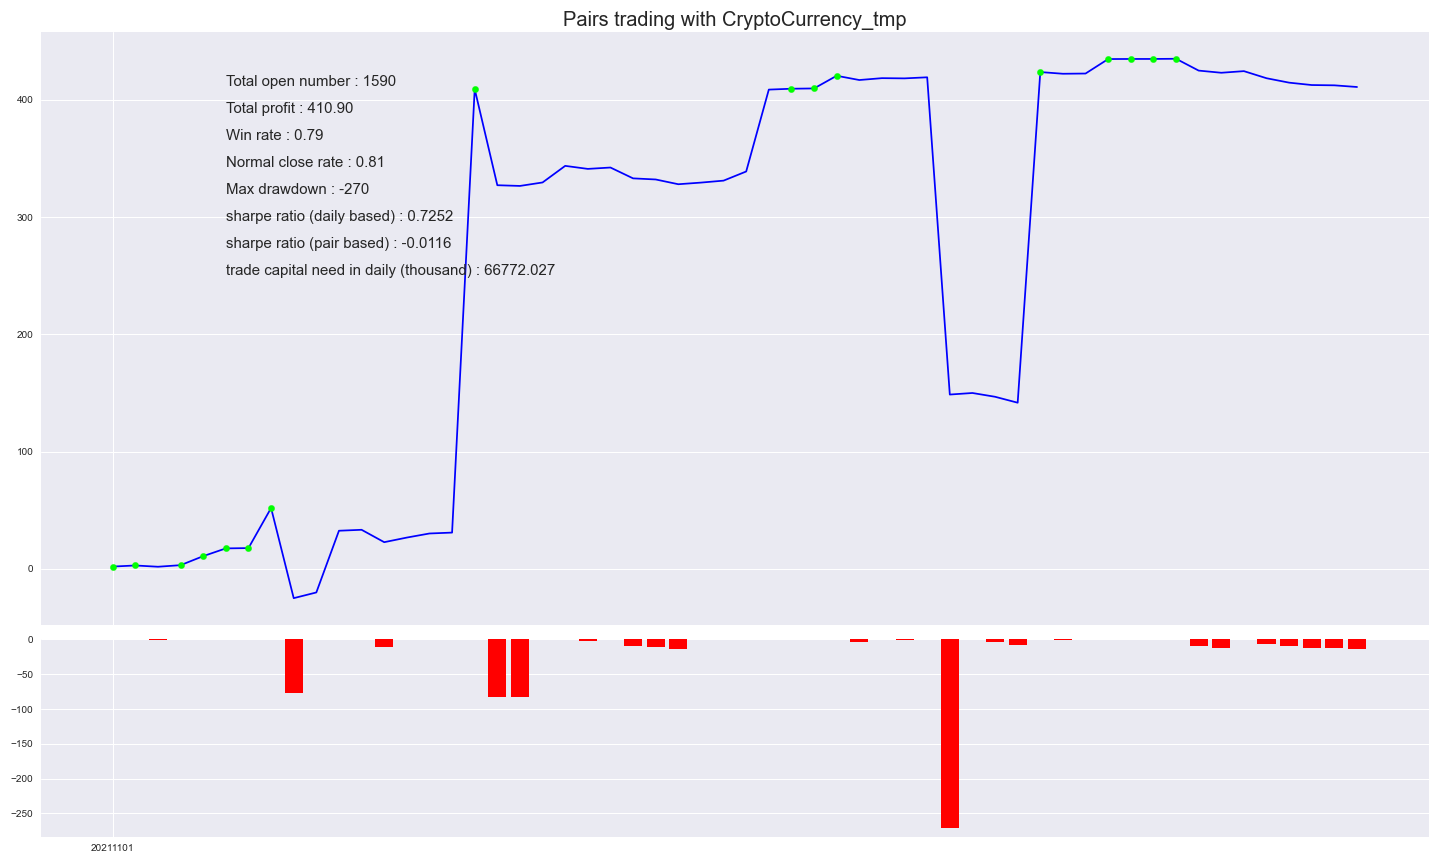 Pairs trading with CryptoCurrency_tmp
Total open number : 1590
Total profit : 410.90
Win rate : 0.79
Normal close rate : 0.81
Max drawdown : -270
sharpe ratio (daily based) : 0.7252
sharpe ratio (pair based) : -0.0116
trade capital need in daily (thousand) : 66772.027
400
300
200
100
0
0
−50
−100
−150
−200
−250
20211101